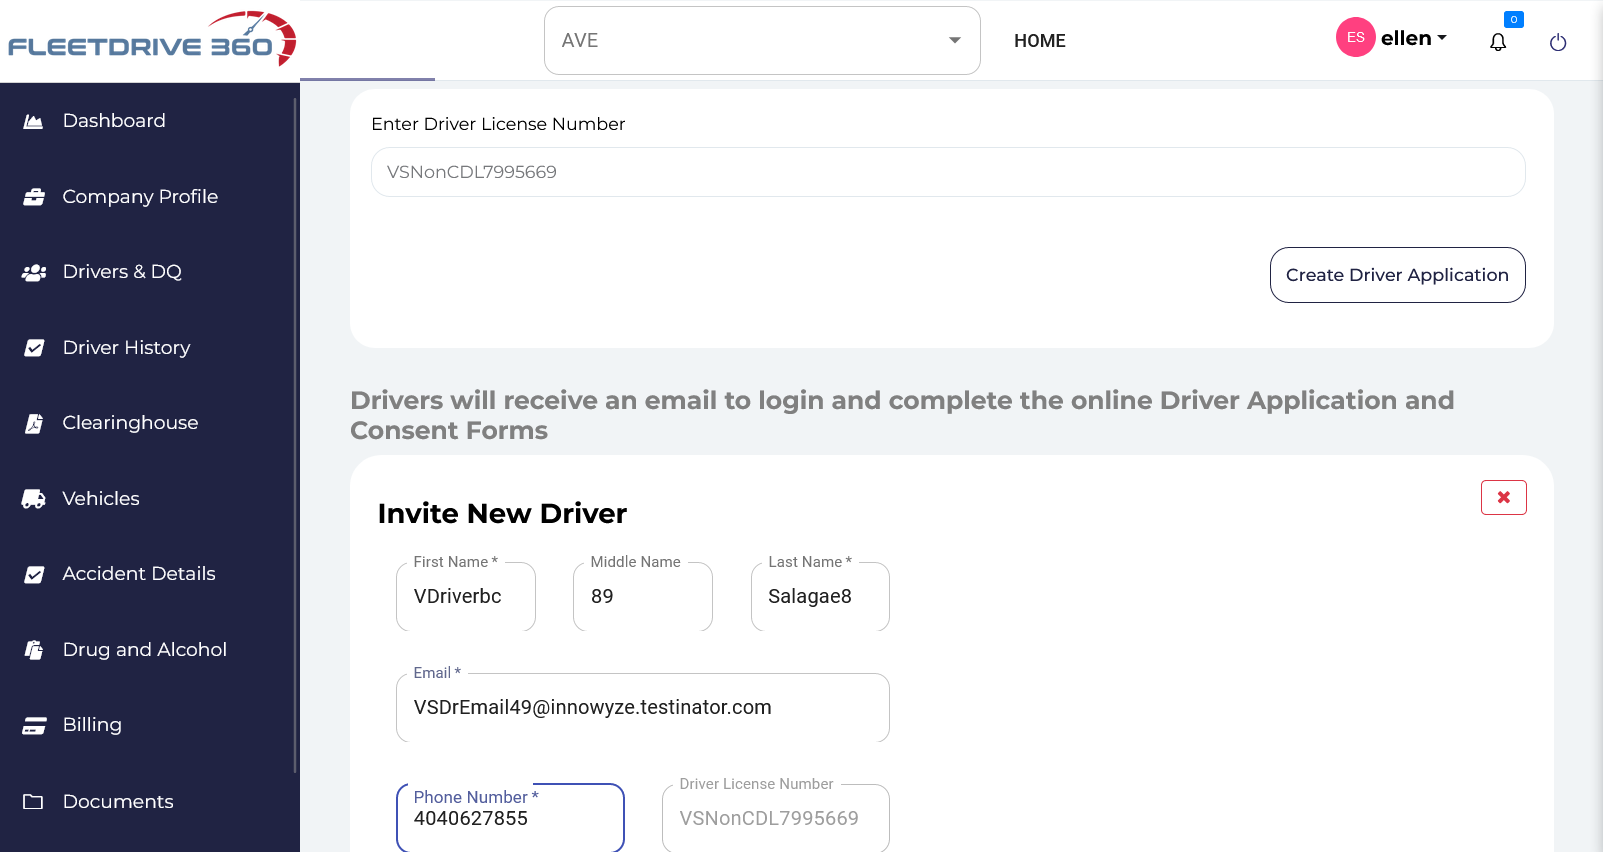 FLEETDRIVE 360
AVE
HOME
ES
ellen
0
Dashboard
Company Profile
Drivers & DQ
Driver History
Clearinghouse
Vehicles
Accident Details
Drug and Alcohol
Billing
Documents
Enter Driver License Number
VSNonCDL7995669
Create Driver Application
Drivers will receive an email to login and complete the online Driver Application and
Consent Forms
Invite New Driver
First Name *
VDriverbc
Middle Name
89
Last Name *
Salagae8
Email *
VSDrEmail49@innowyze.testinator.com
Phone Number *
4040627855
Driver License Number
VSNonCDL7995669